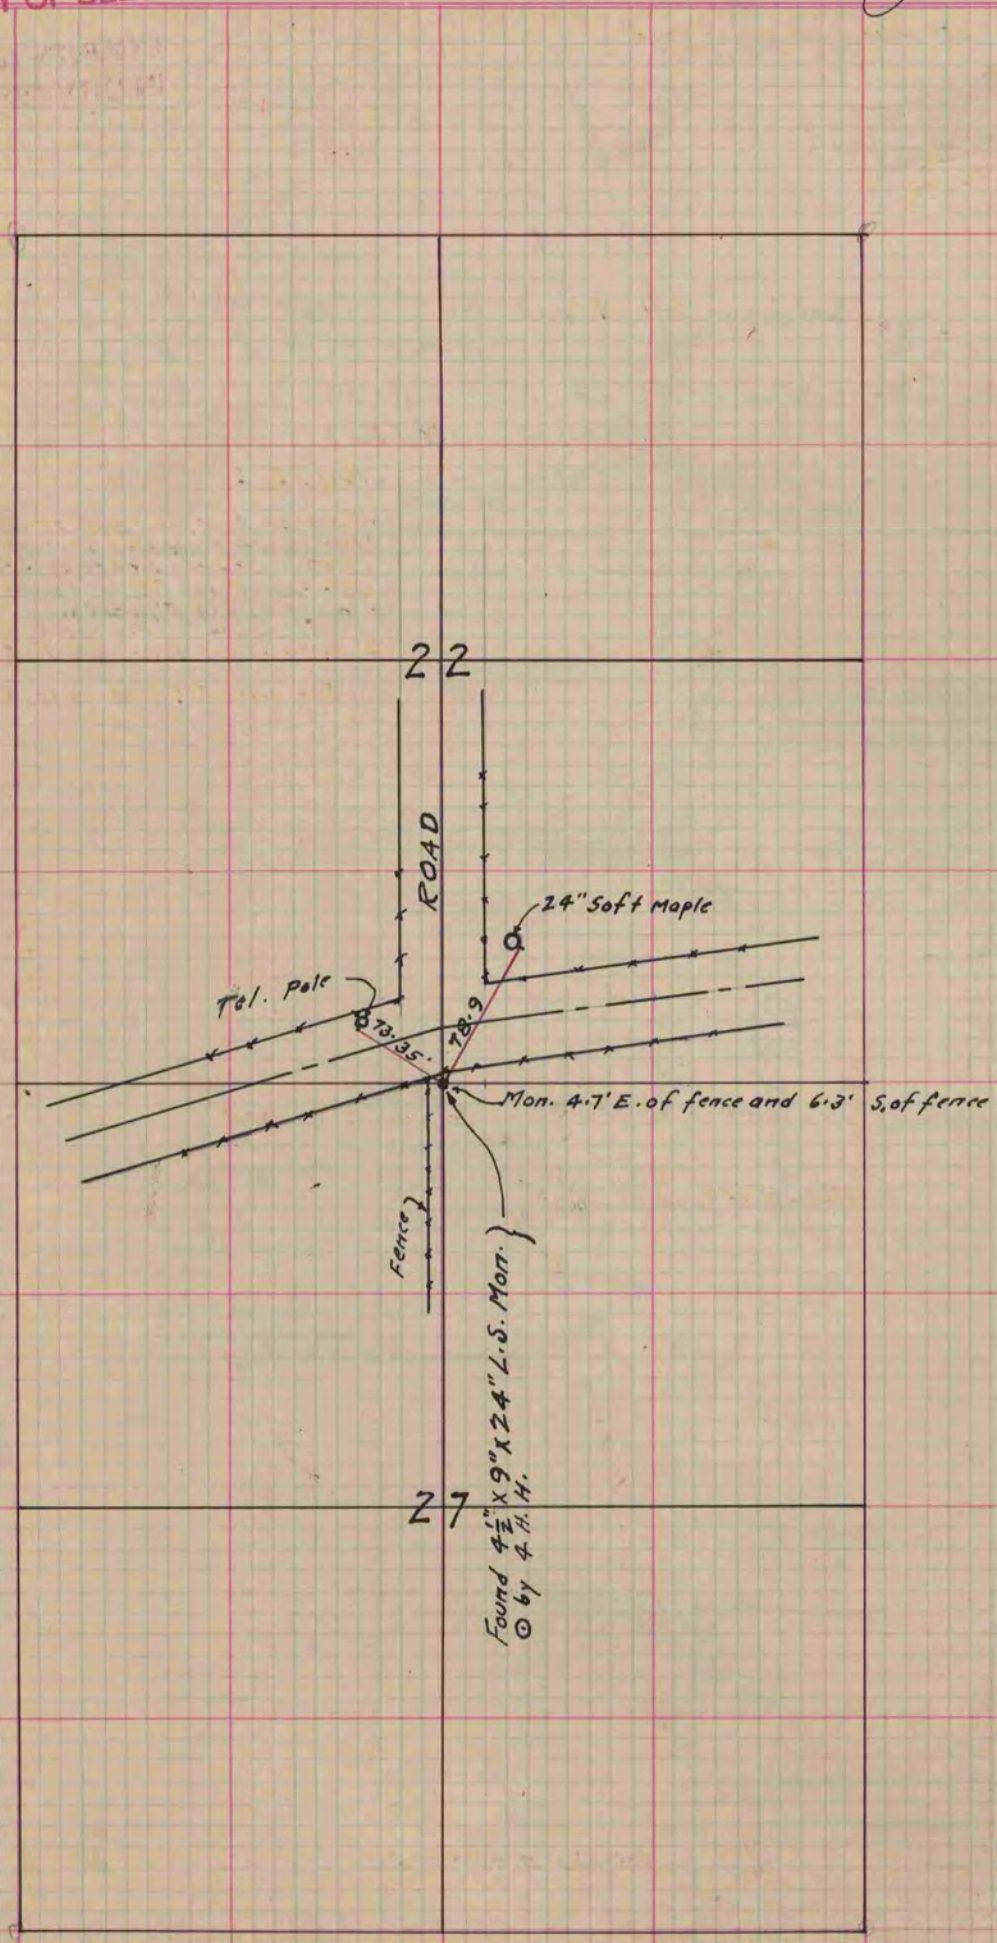 22
ROAD
24" Soft Maple
Tel. Pole
73.35'
78.9
Mon. 4.7' E. of fence and 6.3' S. of fence
Fence
Found 4½" x 9" x 24" L.S. Mon.
⊙ by 4 H.H.
27